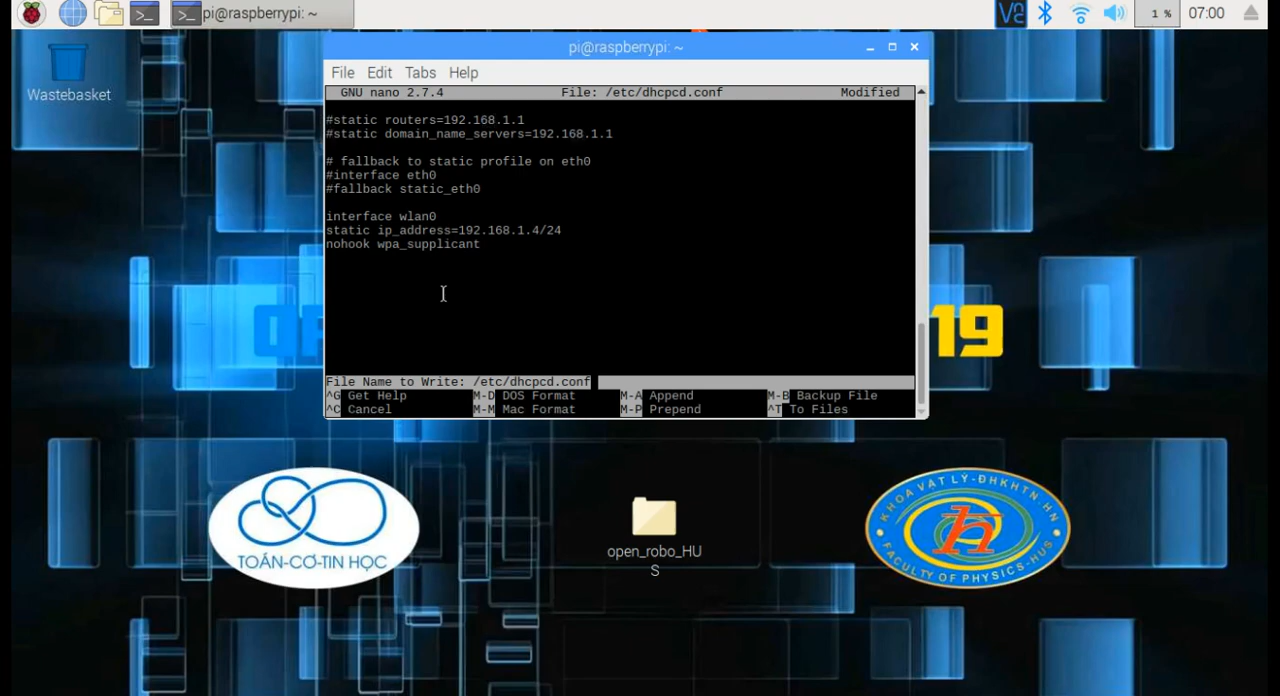 pi@raspberrypi: ~
1 %
07:00
Wastebasket
pi@raspberrypi: ~
File Edit Tabs Help
GNU nano 2.7.4 File: /etc/dhcpcd.conf Modified
#static routers=192.168.1.1
#static domain_name_servers=192.168.1.1
# fallback to static profile on eth0
#interface eth0
#fallback static_eth0
interface wlan0
static ip_address=192.168.1.4/24
nohook wpa_supplicant
File Name to Write: /etc/dhcpcd.conf
^G Get Help M-D DOS Format M-A Append M-B Backup File
^C Cancel M-M Mac Format M-P Prepend ^T To Files
19
TOÁN-CƠ-TIN HỌC
open_robo_HU
S
KHOA VẬT LÝ-ĐHKHTN-HN
FACULTY OF PHYSICS-HUS